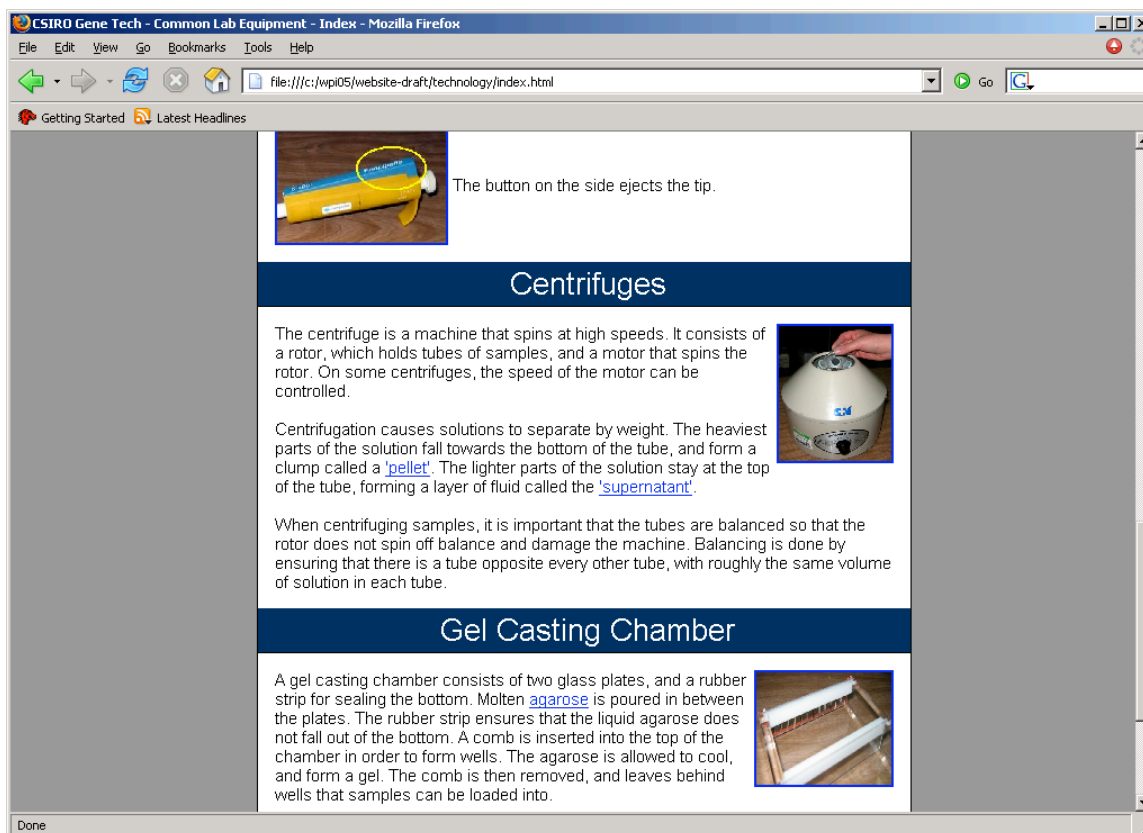 CSIRO Gene Tech - Common Lab Equipment - Index - Mozilla Firefox
File Edit View Go Bookmarks Tools Help
file:///c:/wpi05/website-draft/technology/index.html Go G
Getting Started Latest Headlines
The button on the side ejects the tip.
Centrifuges
The centrifuge is a machine that spins at high speeds. It consists of
a rotor, which holds tubes of samples, and a motor that spins the
rotor. On some centrifuges, the speed of the motor can be
controlled.
Centrifugation causes solutions to separate by weight. The heaviest
parts of the solution fall towards the bottom of the tube, and form a
clump called a 'pellet'. The lighter parts of the solution stay at the top
of the tube, forming a layer of fluid called the 'supernatant'.
When centrifuging samples, it is important that the tubes are balanced so that the
rotor does not spin off balance and damage the machine. Balancing is done by
ensuring that there is a tube opposite every other tube, with roughly the same volume
of solution in each tube.
Gel Casting Chamber
A gel casting chamber consists of two glass plates, and a rubber
strip for sealing the bottom. Molten agarose is poured in between
the plates. The rubber strip ensures that the liquid agarose does
not fall out of the bottom. A comb is inserted into the top of the
chamber in order to form wells. The agarose is allowed to cool,
and form a gel. The comb is then removed, and leaves behind
wells that samples can be loaded into.
Done